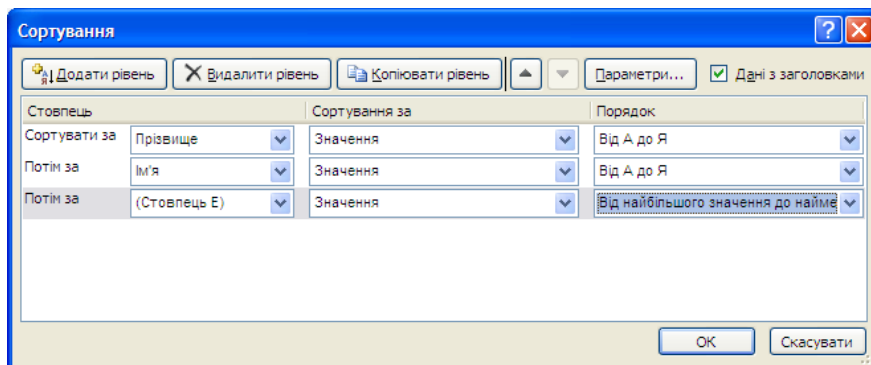 Сортування
Додати рівень Видалити рівень Копіювати рівень Параметри... Дані з заголовками
Стовпець Сортування за Порядок
Сортувати за Прізвище Значення Від А до Я
Потім за Ім'я Значення Від А до Я
Потім за (Стовпець E) Значення Від найбільшого значення до найме
ОК Скасувати